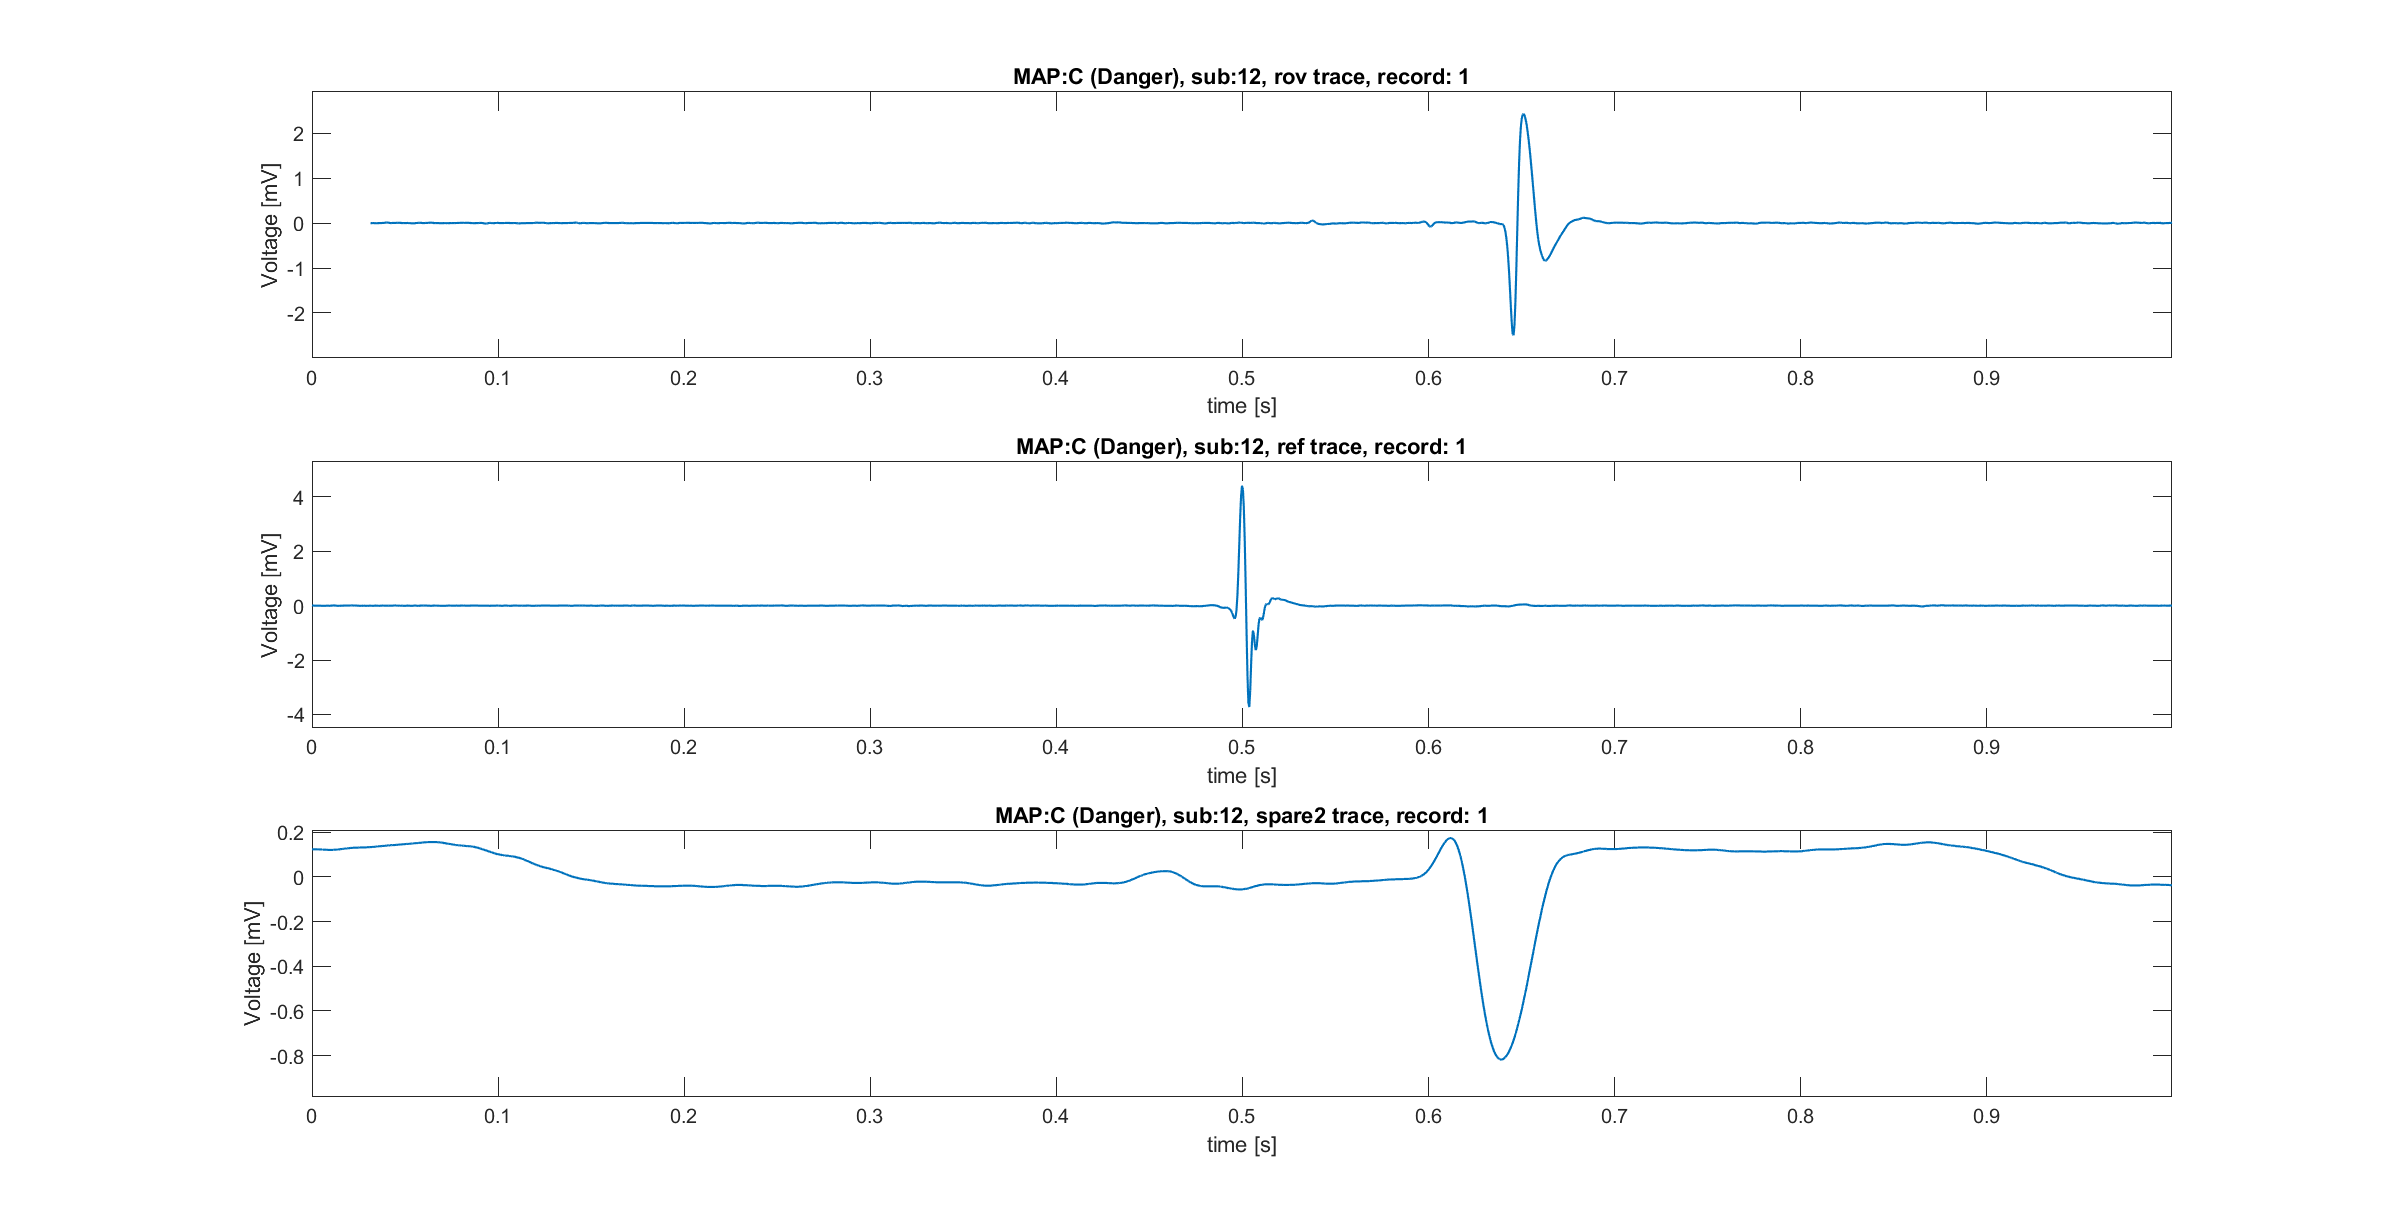 MAP:C (Danger), sub:12, rov trace, record: 1
Voltage [mV]
2
1
0
-1
-2
0 0.1 0.2 0.3 0.4 0.5 0.6 0.7 0.8 0.9
time [s]
MAP:C (Danger), sub:12, ref trace, record: 1
Voltage [mV]
4
2
0
-2
-4
0 0.1 0.2 0.3 0.4 0.5 0.6 0.7 0.8 0.9
time [s]
MAP:C (Danger), sub:12, spare2 trace, record: 1
Voltage [mV]
0.2
0
-0.2
-0.4
-0.6
-0.8
0 0.1 0.2 0.3 0.4 0.5 0.6 0.7 0.8 0.9
time [s]